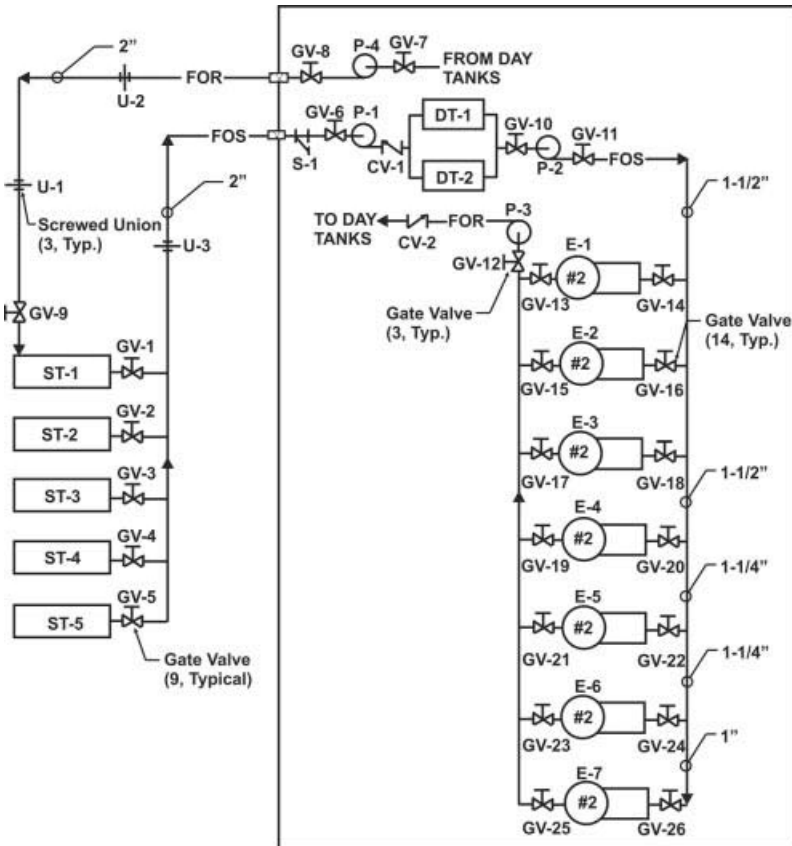 2”
U-2
FOR
GV-8
P-4
GV-7
FROM DAY
TANKS
FOS
S-1
GV-6
P-1
CV-1
DT-1
DT-2
GV-10
P-2
GV-11
FOS
1-1/2”
U-1
Screwed Union
(3, Typ.)
2”
U-3
TO DAY
TANKS
CV-2
FOR
P-3
GV-12
Gate Valve
(3, Typ.)
GV-9
ST-1
GV-1
ST-2
GV-2
ST-3
GV-3
ST-4
GV-4
ST-5
GV-5
Gate Valve
(9, Typical)
E-1
#2
GV-13
GV-14
Gate Valve
(14, Typ.)
E-2
#2
GV-15
GV-16
E-3
#2
GV-17
GV-18
1-1/2”
E-4
#2
GV-19
GV-20
1-1/4”
E-5
#2
GV-21
GV-22
1-1/4”
E-6
#2
GV-23
GV-24
1”
E-7
#2
GV-25
GV-26